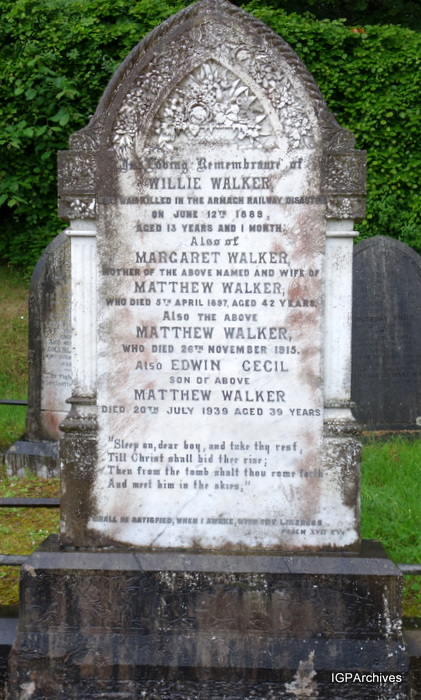 In Loving Remembrance of
WILLIE WALKER,
WAS KILLED IN THE ARMAGH RAILWAY DISASTER
ON JUNE 12TH 1889,
AGED 13 YEARS AND 1 MONTH.
Also of
MARGARET WALKER,
MOTHER OF THE ABOVE NAMED AND WIFE OF
MATTHEW WALKER,
WHO DIED 5TH APRIL 1897, AGED 42 YEARS.
Also THE ABOVE
MATTHEW WALKER,
WHO DIED 26TH NOVEMBER 1915.
Also EDWIN CECIL
SON OF ABOVE
MATTHEW WALKER
DIED 20TH JULY 1939 AGED 39 YEARS
"Sleep on, dear boy, and take thy rest,
Till Christ shall bid thee rise;
Then from the tomb shalt thou come forth
And meet him in the skies."
SHALL BE SATISFIED, WHEN I AWAKE, WITH THY LIKENESS
PSALM XVII
IGPArchives